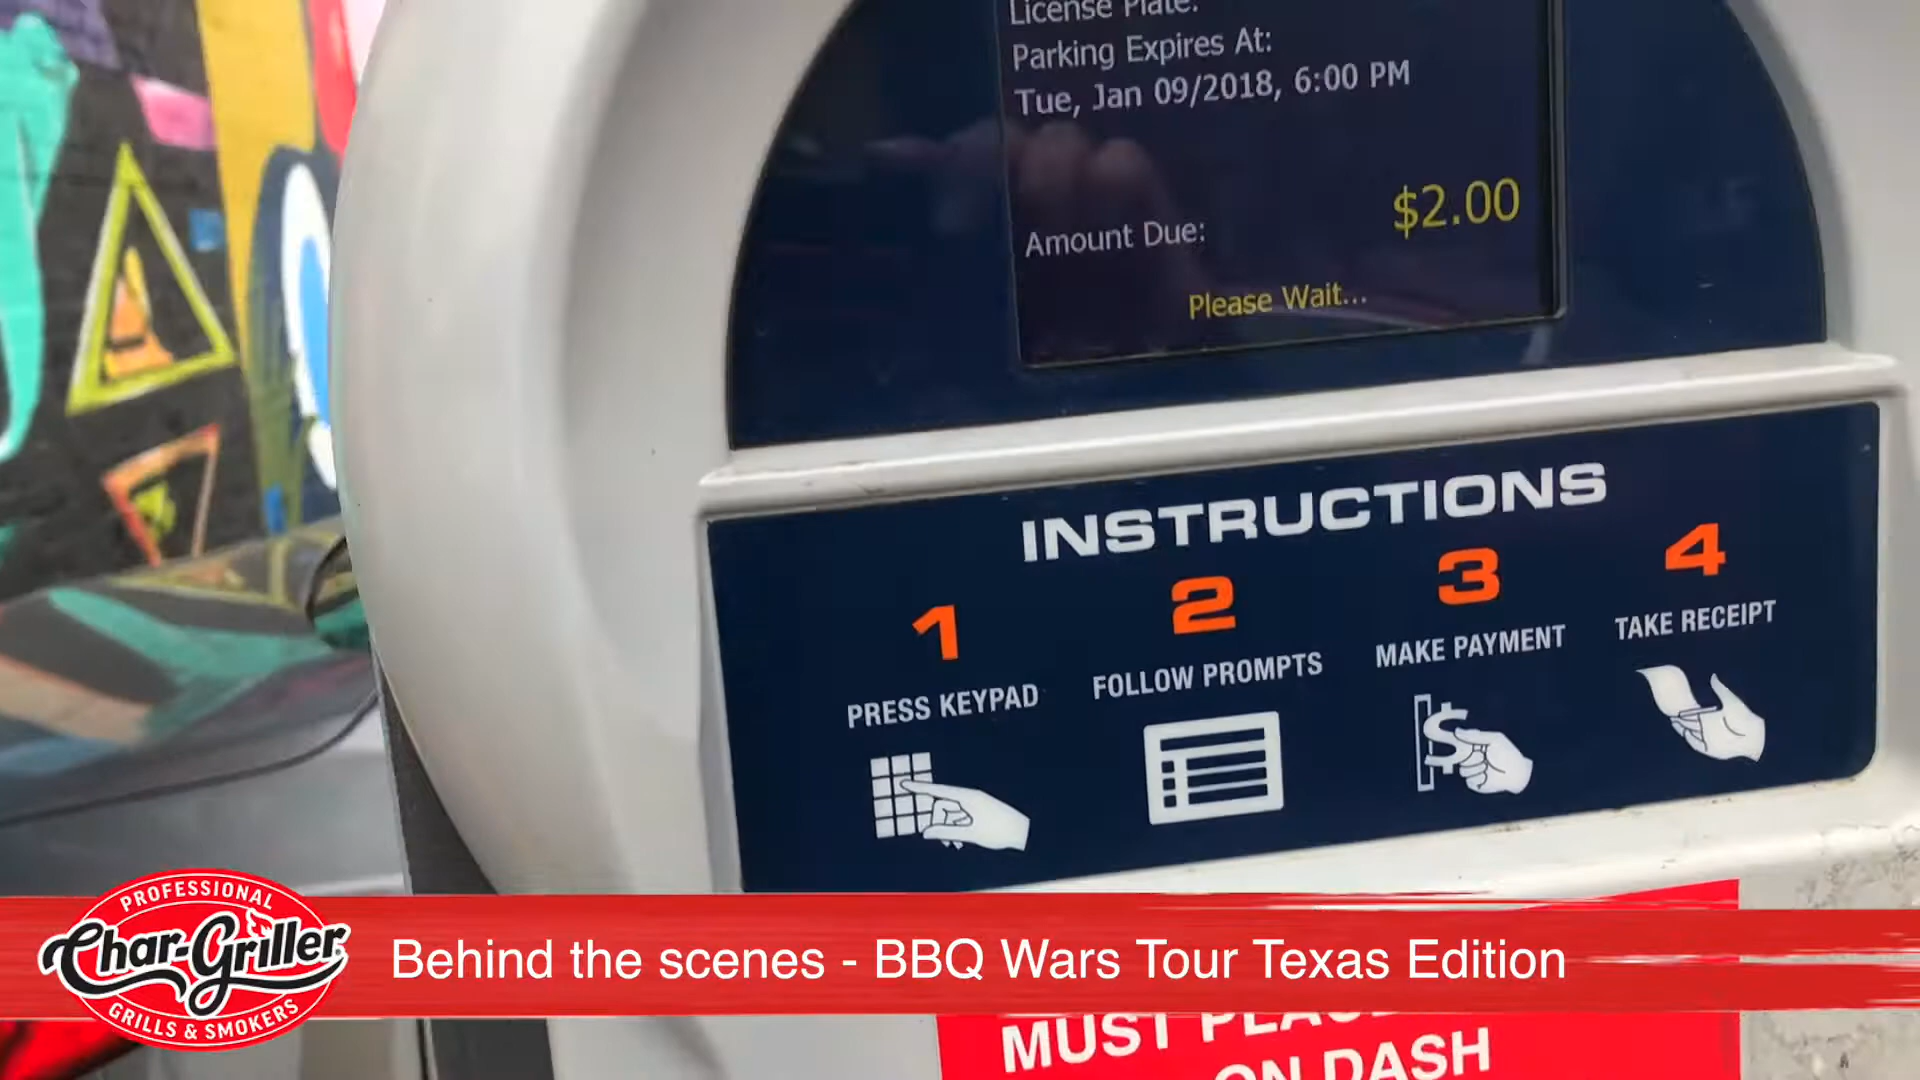 License Plate:
Parking Expires At:
Tue, Jan 09/2018, 6:00 PM
Amount Due: $2.00
Please Wait...
INSTRUCTIONS
1 2 3 4
PRESS KEYPAD FOLLOW PROMPTS MAKE PAYMENT TAKE RECEIPT
PROFESSIONAL
Char-Griller
GRILLS & SMOKERS
Behind the scenes - BBQ Wars Tour Texas Edition
MUST
ON DASH